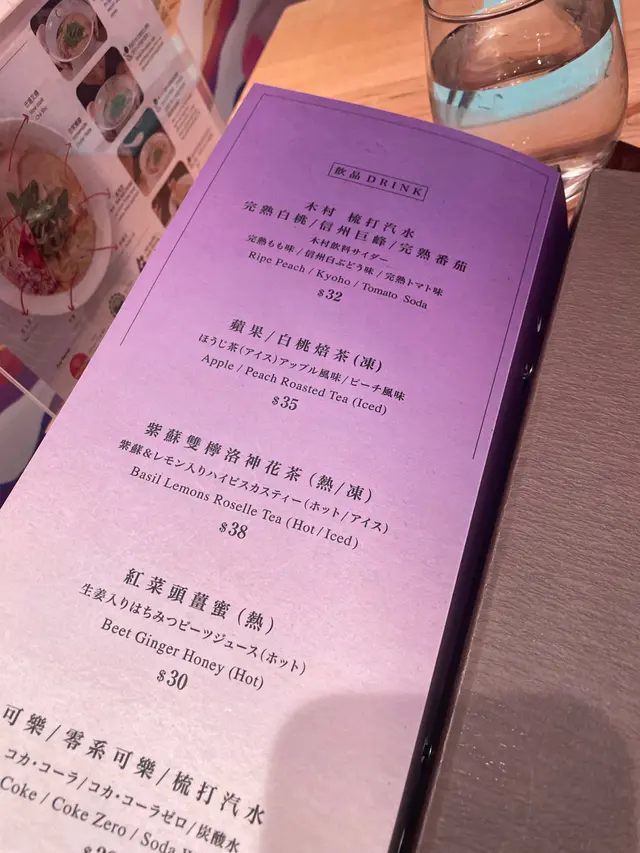 飲品 DRINK
木村 梳打汽水
完熟白桃/信州巨峰/完熟番茄
木村飲料サイダー
完熟もも味/信州白ぶどう味/完熟トマト味
Ripe Peach / Kyoho / Tomato Soda
$32
蘋果/白桃焙茶(凍)
ほうじ茶(アイス)アップル風味/ピーチ風味
Apple / Peach Roasted Tea (Iced)
$35
紫蘇雙檸洛神花茶(熱/凍)
紫蘇&レモン入りハイビスカスティー(ホット/アイス)
Basil Lemons Roselle Tea (Hot/Iced)
$38
紅菜頭薑蜜(熱)
生姜入りはちみつビーツジュース(ホット)
Beet Ginger Honey (Hot)
$30
可樂/零系可樂/梳打汽水
コカ・コーラ/コカ・コーラゼロ/炭酸水
Coke / Coke Zero / Soda